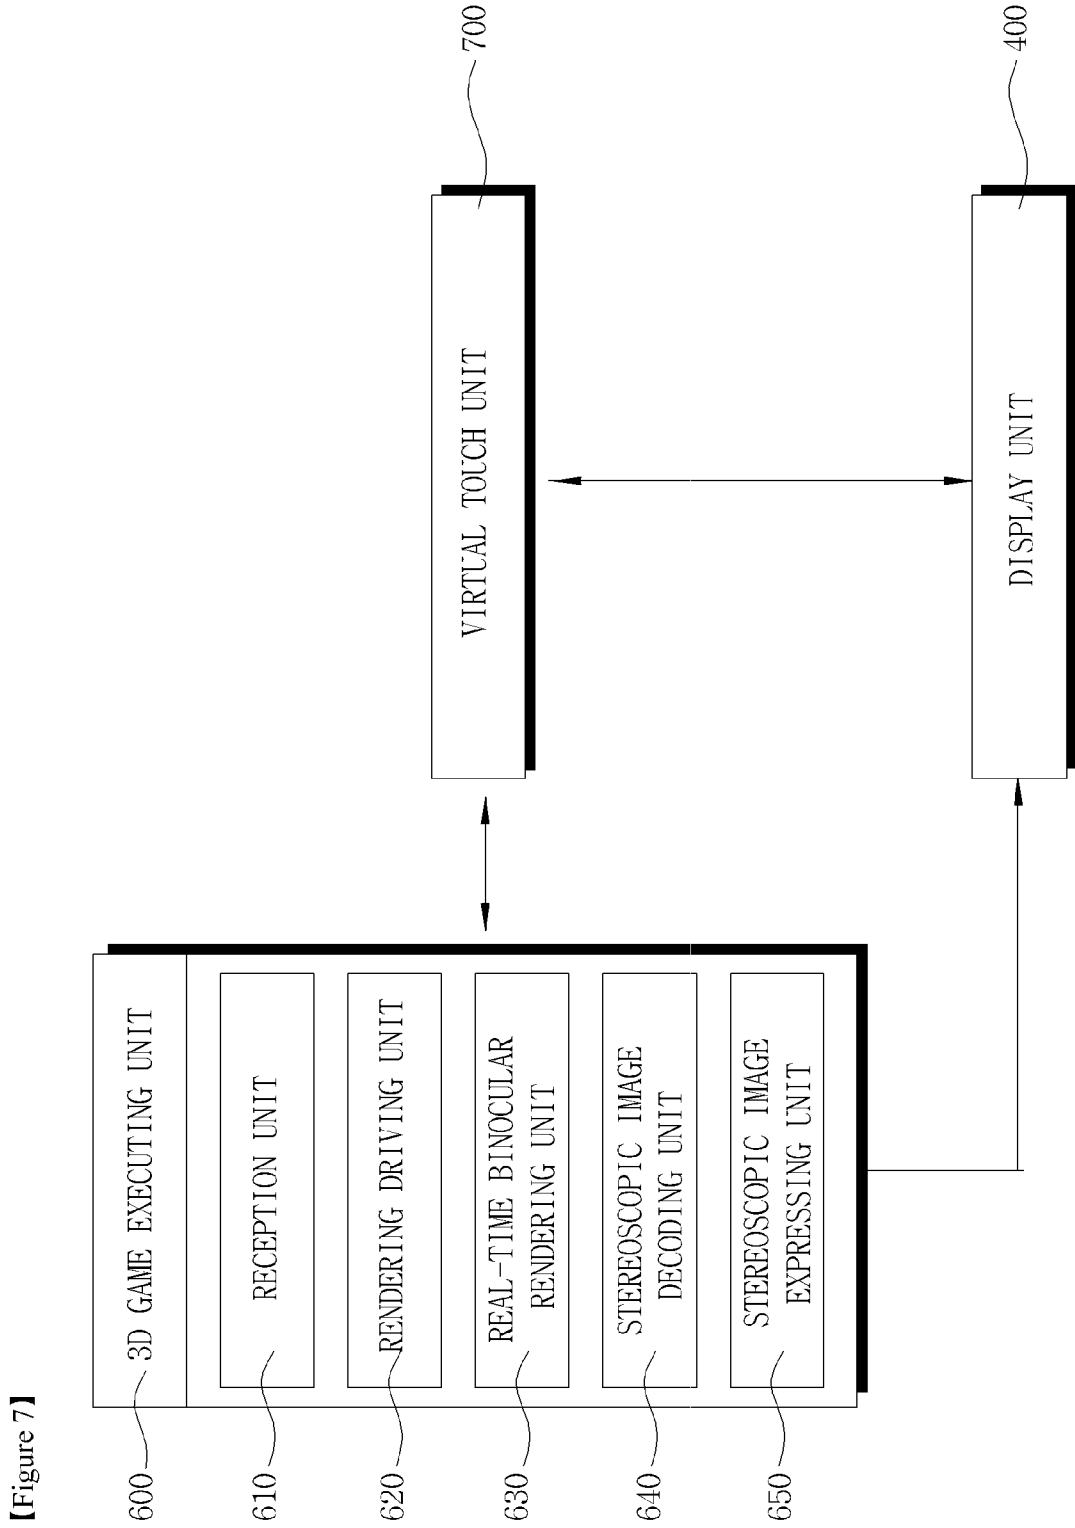 【Figure 7】
600
3D GAME EXECUTING UNIT
610
RECEPTION UNIT
620
RENDERING DRIVING UNIT
630
REAL-TIME BINOCULAR
RENDERING UNIT
640
STEREOSCOPIC IMAGE
DECODING UNIT
650
STEREOSCOPIC IMAGE
EXPRESSING UNIT
VIRTUAL TOUCH UNIT
700
DISPLAY UNIT
400